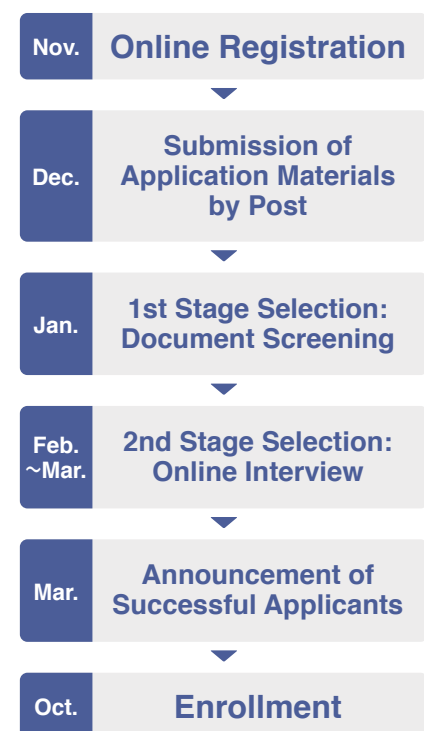 Nov.
Online Registration
Dec.
Submission of
Application Materials
by Post
Jan.
1st Stage Selection:
Document Screening
Feb.
~Mar.
2nd Stage Selection:
Online Interview
Mar.
Announcement of
Successful Applicants
Oct.
Enrollment